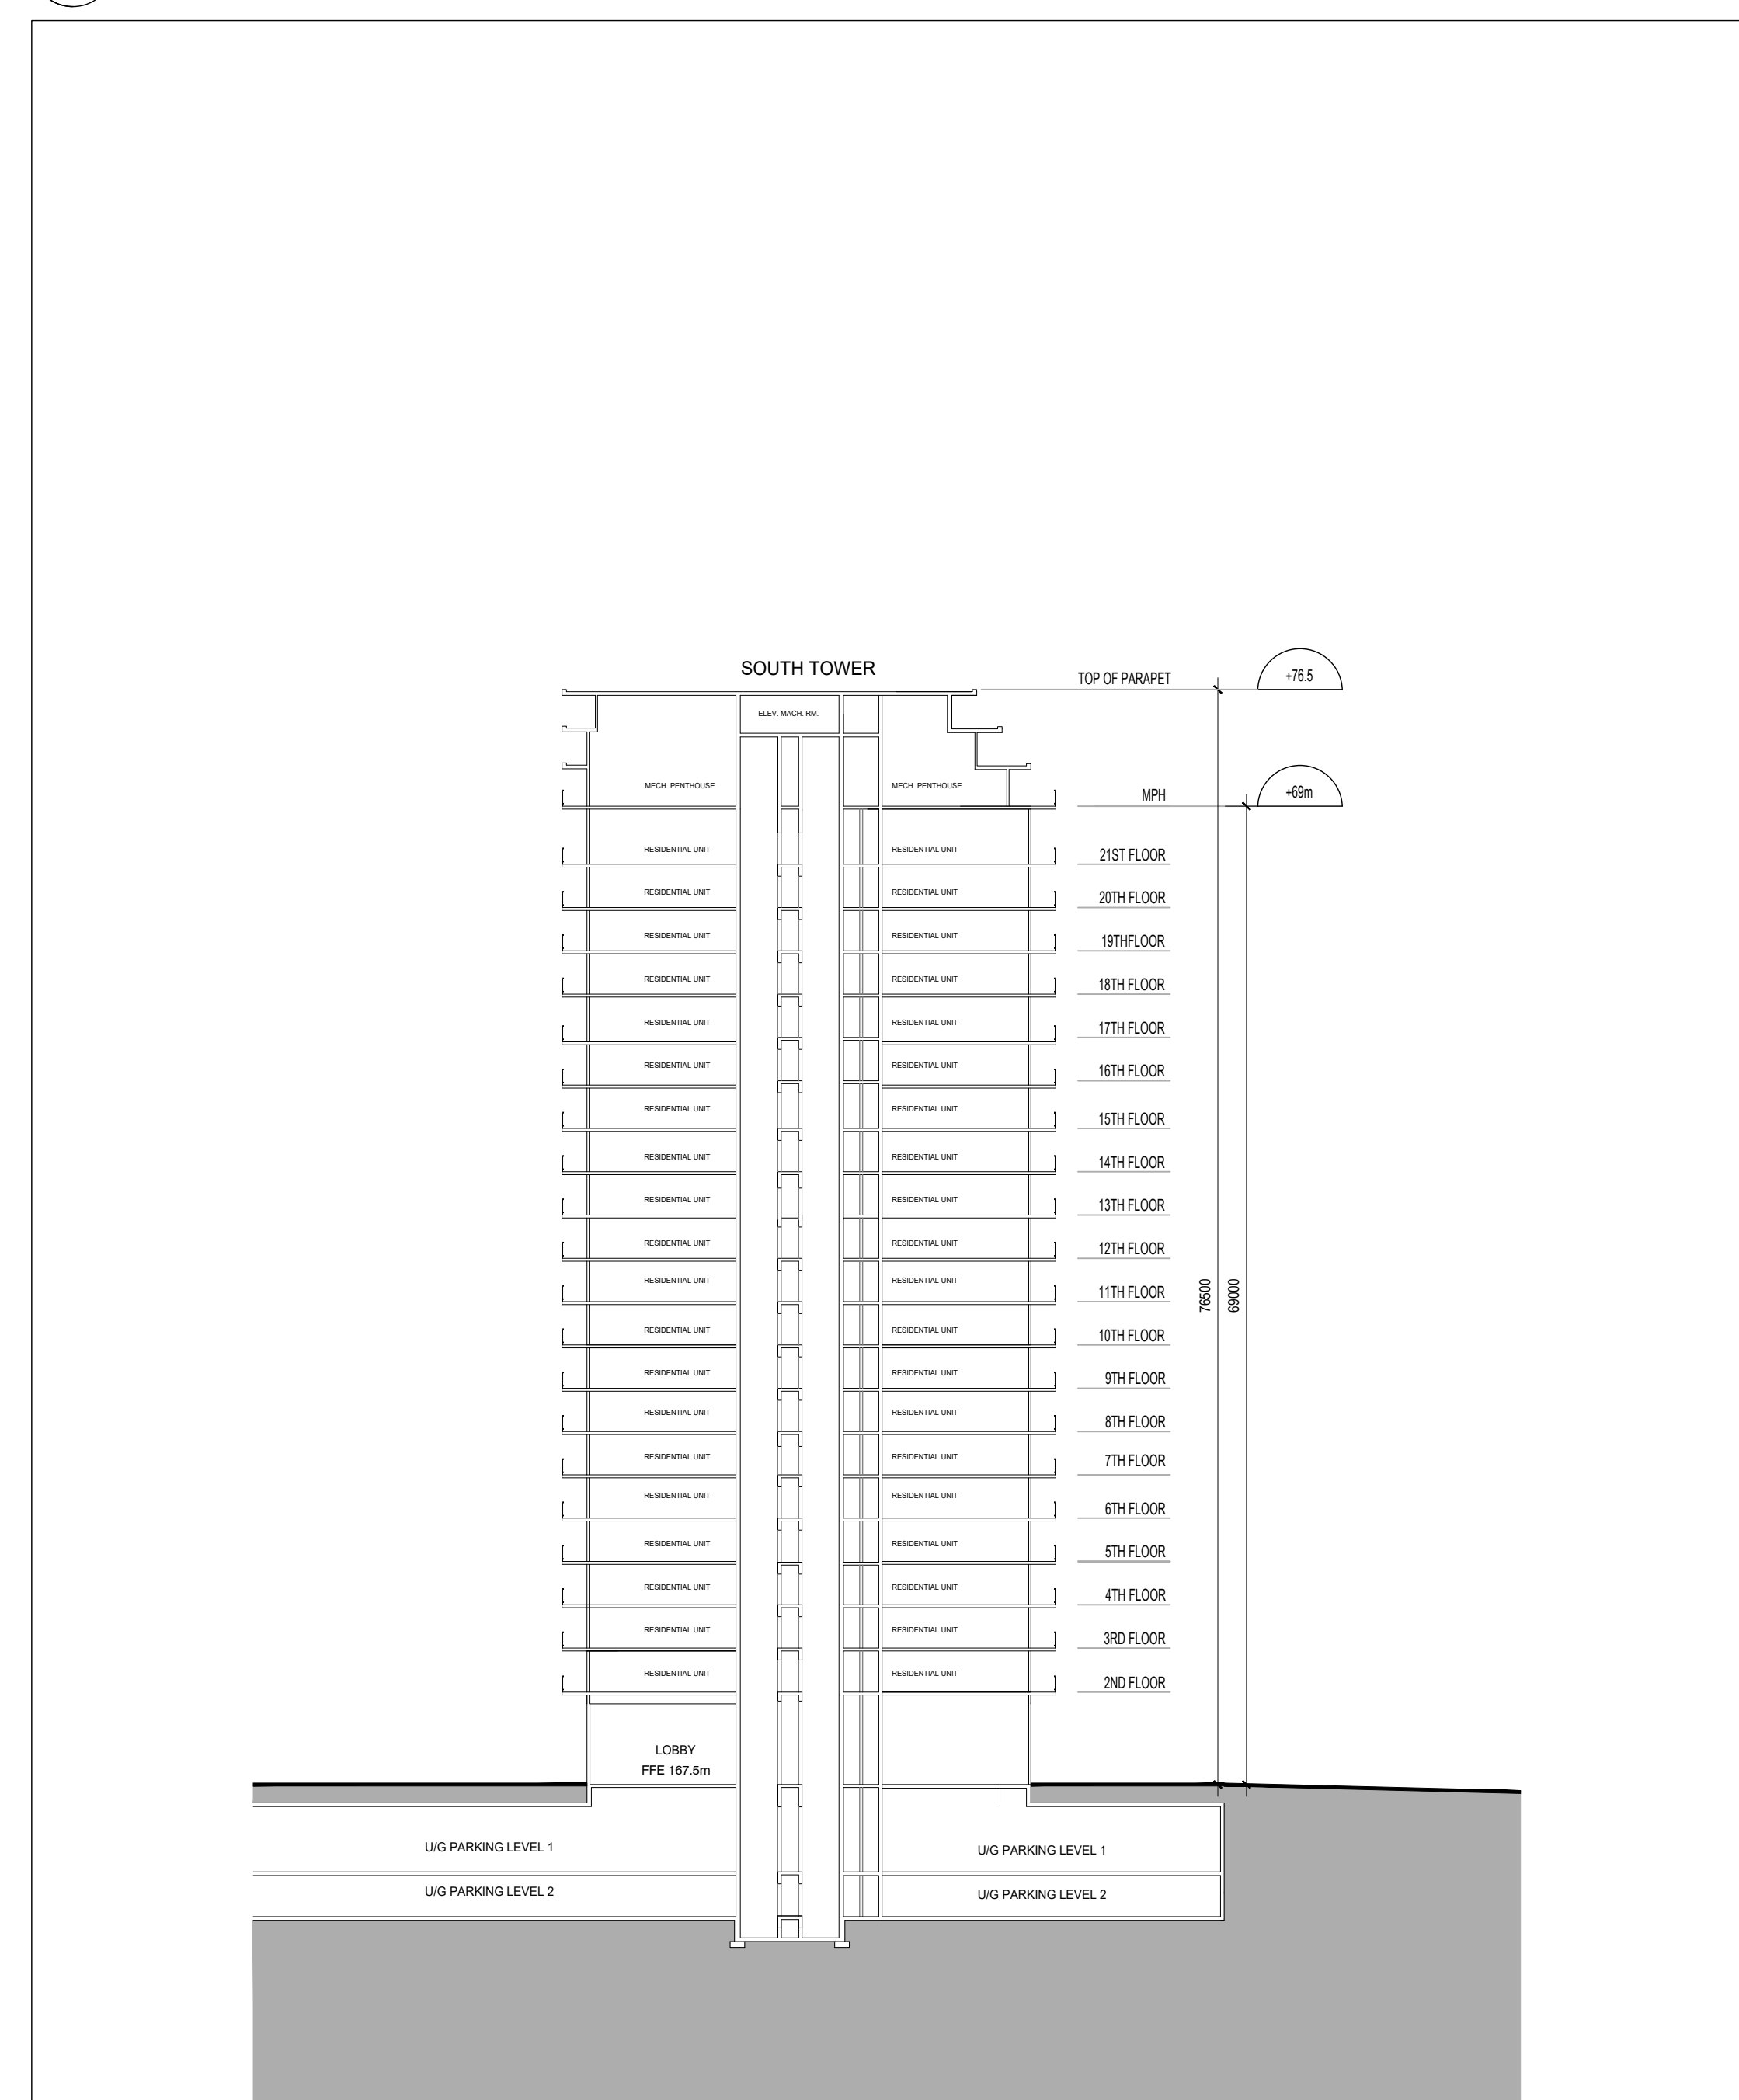 SOUTH TOWER
TOP OF PARAPET
+76.5
ELEV. MACH. RM.
MECH. PENTHOUSE
MECH. PENTHOUSE
MPH
+69m
RESIDENTIAL UNIT
RESIDENTIAL UNIT
21ST FLOOR
RESIDENTIAL UNIT
RESIDENTIAL UNIT
20TH FLOOR
RESIDENTIAL UNIT
RESIDENTIAL UNIT
19THFLOOR
RESIDENTIAL UNIT
RESIDENTIAL UNIT
18TH FLOOR
RESIDENTIAL UNIT
RESIDENTIAL UNIT
17TH FLOOR
RESIDENTIAL UNIT
RESIDENTIAL UNIT
16TH FLOOR
RESIDENTIAL UNIT
RESIDENTIAL UNIT
15TH FLOOR
RESIDENTIAL UNIT
RESIDENTIAL UNIT
14TH FLOOR
RESIDENTIAL UNIT
RESIDENTIAL UNIT
13TH FLOOR
RESIDENTIAL UNIT
RESIDENTIAL UNIT
12TH FLOOR
RESIDENTIAL UNIT
RESIDENTIAL UNIT
11TH FLOOR
76500
69000
RESIDENTIAL UNIT
RESIDENTIAL UNIT
10TH FLOOR
RESIDENTIAL UNIT
RESIDENTIAL UNIT
9TH FLOOR
RESIDENTIAL UNIT
RESIDENTIAL UNIT
8TH FLOOR
RESIDENTIAL UNIT
RESIDENTIAL UNIT
7TH FLOOR
RESIDENTIAL UNIT
RESIDENTIAL UNIT
6TH FLOOR
RESIDENTIAL UNIT
RESIDENTIAL UNIT
5TH FLOOR
RESIDENTIAL UNIT
RESIDENTIAL UNIT
4TH FLOOR
RESIDENTIAL UNIT
RESIDENTIAL UNIT
3RD FLOOR
RESIDENTIAL UNIT
RESIDENTIAL UNIT
2ND FLOOR
LOBBY
FFE 167.5m
U/G PARKING LEVEL 1
U/G PARKING LEVEL 1
U/G PARKING LEVEL 2
U/G PARKING LEVEL 2